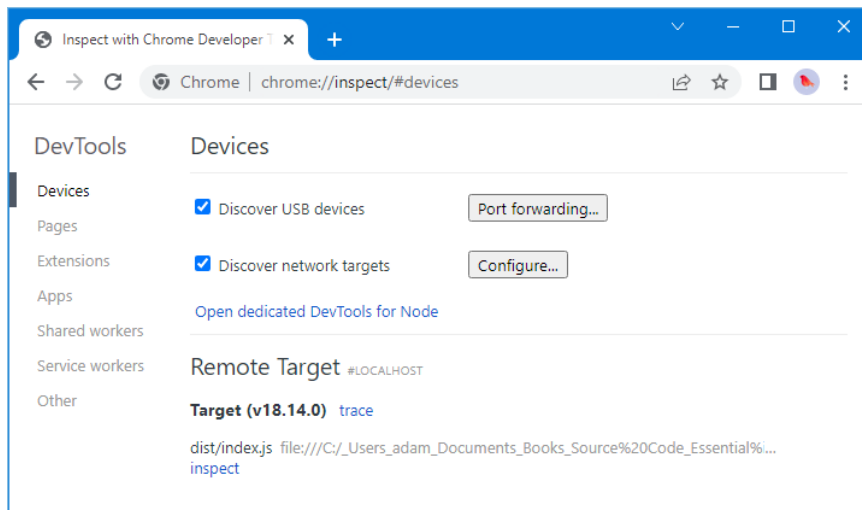 Inspect with Chrome Developer T
Chrome | chrome://inspect/#devices
DevTools
Devices
Pages
Extensions
Apps
Shared workers
Service workers
Other
Devices
Discover USB devices Port forwarding...
Discover network targets Configure...
Open dedicated DevTools for Node
Remote Target #LOCALHOST
Target (v18.14.0) trace
dist/index.js file:///C:/_Users_adam_Documents_Books_Source%20Code_Essential%...
inspect